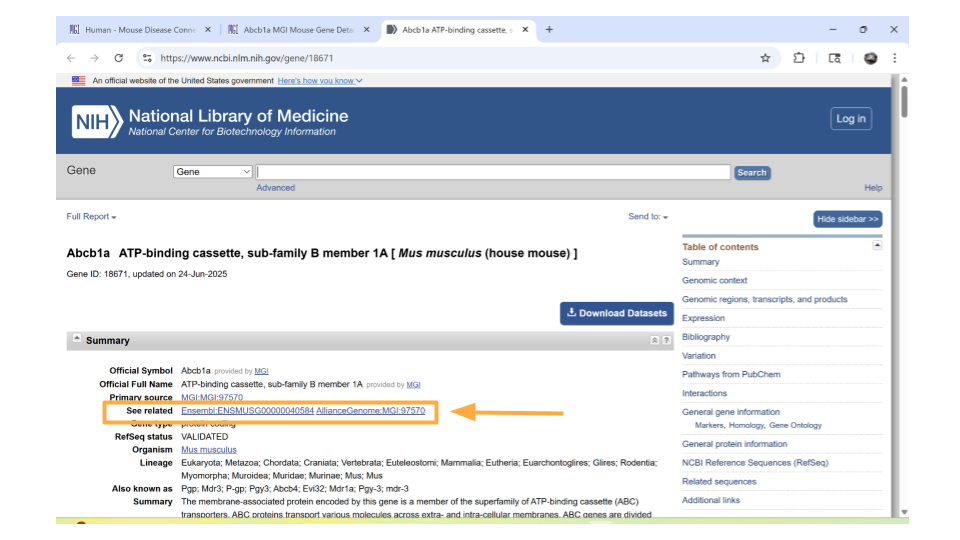 Human - Mouse Disease Conne
Abcb1a MGI Mouse Gene Detai
Abcb1a ATP-binding cassette, s
https://www.ncbi.nlm.nih.gov/gene/18671
An official website of the United States government Here's how you know
NIH National Library of Medicine
National Center for Biotechnology Information
Log in
Gene Gene Search
Advanced Help
Full Report Send to: Hide sidebar >>
Abcb1a ATP-binding cassette, sub-family B member 1A [ Mus musculus (house mouse) ]
Gene ID: 18671, updated on 24-Jun-2025
Download Datasets
Summary ?
Official Symbol Abcb1a provided by MGI
Official Full Name ATP-binding cassette, sub-family B member 1A provided by MGI
Primary source MGI:MGI:97570
See related Ensembl:ENSMUSG00000040584 AllianceGenome:MGI:97570
Gene type protein coding
RefSeq status VALIDATED
Organism Mus musculus
Lineage Eukaryota; Metazoa; Chordata; Craniata; Vertebrata; Euteleostomi; Mammalia; Eutheria; Euarchontoglires; Glires; Rodentia;
Myomorpha; Muroidea; Muridae; Murinae; Mus; Mus
Also known as Pgp; Mdr3; P-gp; Pgy3; Abcb4; Evi32; Mdr1a; Pgy-3; mdr-3
Summary The membrane-associated protein encoded by this gene is a member of the superfamily of ATP-binding cassette (ABC)
transporters. ABC proteins transport various molecules across extra- and intra-cellular membranes. ABC genes are divided
Table of contents
Summary
Genomic context
Genomic regions, transcripts, and products
Expression
Bibliography
Variation
Pathways from PubChem
Interactions
General gene information
Markers, Homology, Gene Ontology
General protein information
NCBI Reference Sequences (RefSeq)
Related sequences
Additional links